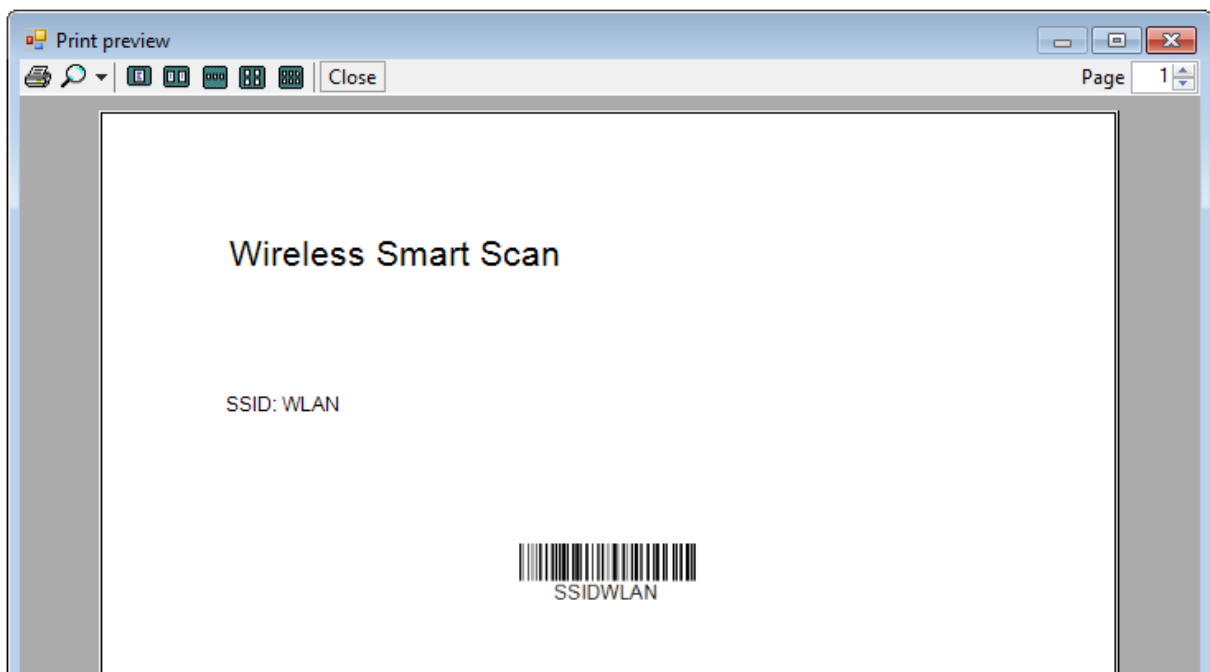 Print preview
Close
Page 1
Wireless Smart Scan
SSID: WLAN
SSIDWLAN